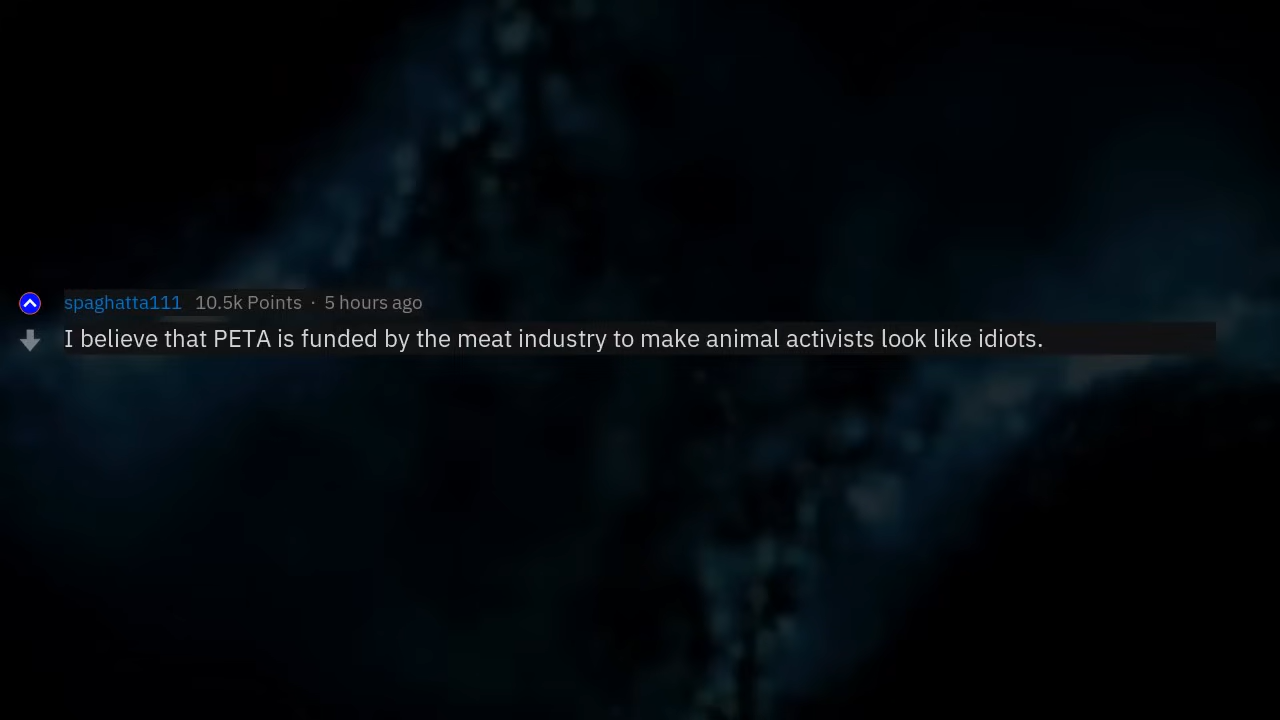 spaghatta111 10.5k Points · 5 hours ago
I believe that PETA is funded by the meat industry to make animal activists look like idiots.